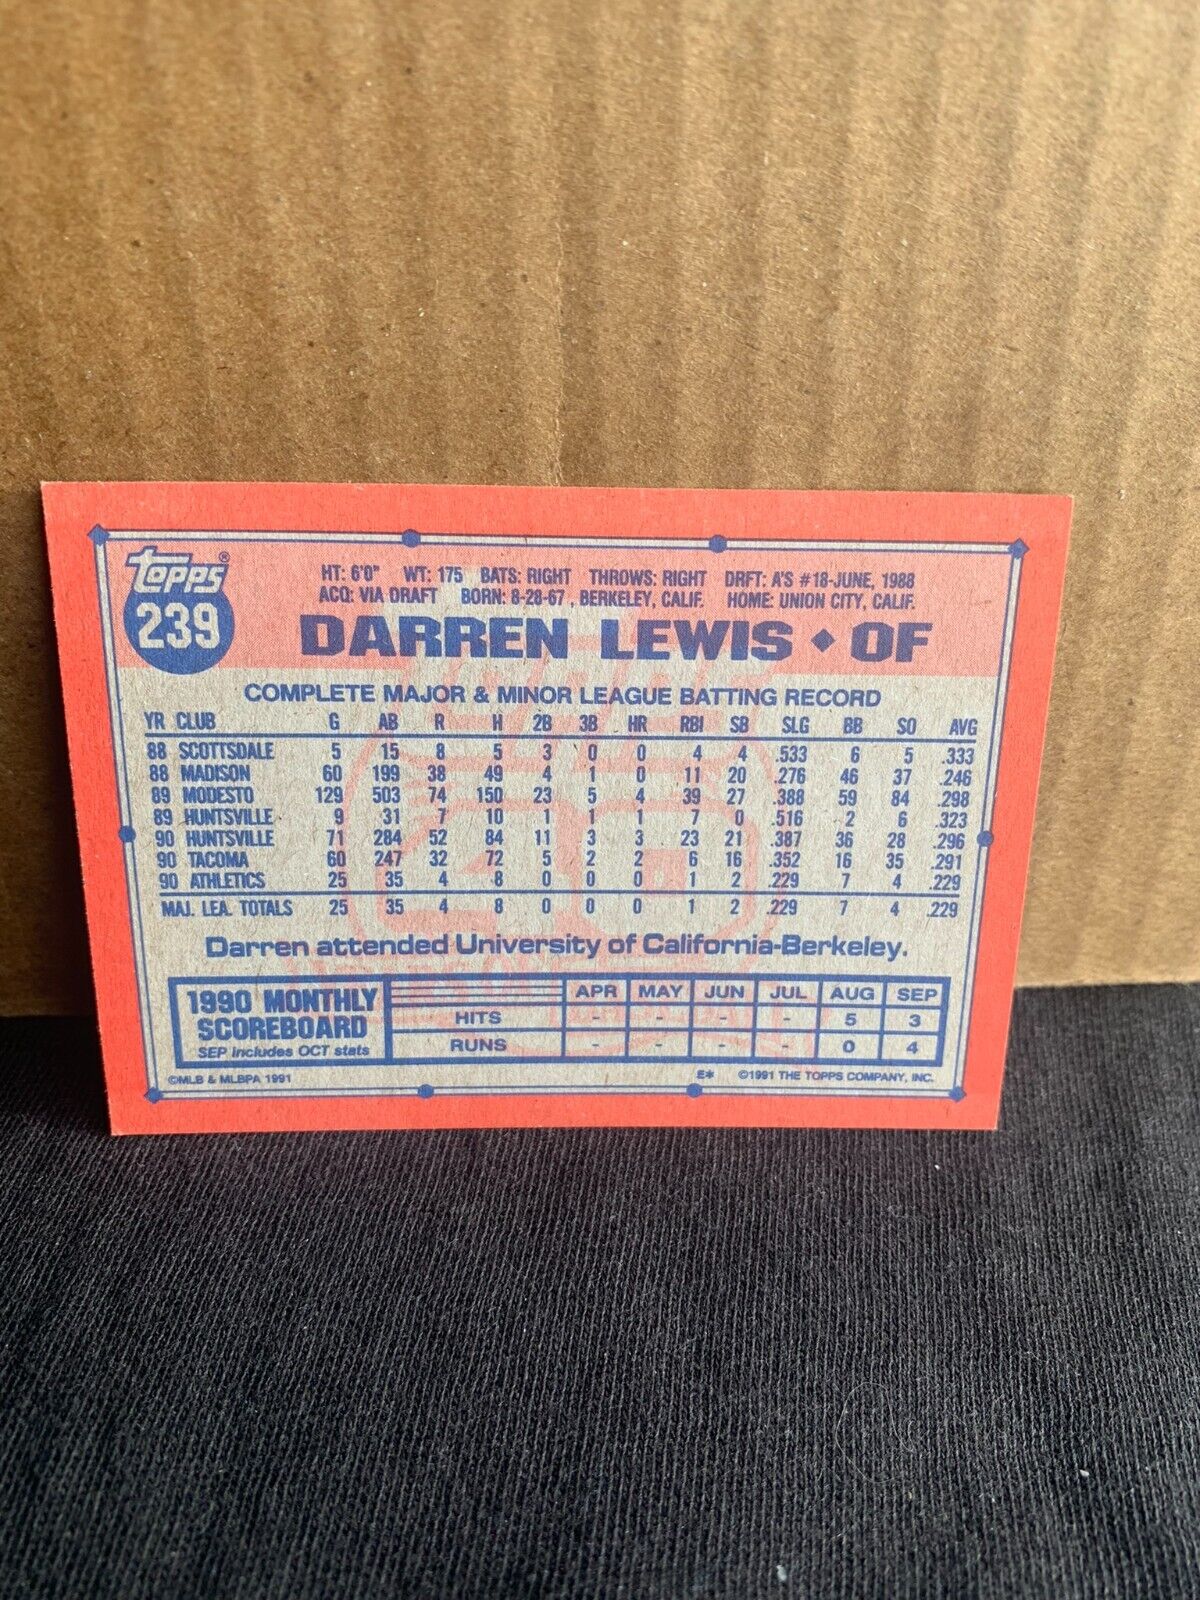 topps®
239
HT: 6'0" WT: 175 BATS: RIGHT THROWS: RIGHT DRFT: A'S #18-JUNE, 1988
ACQ: VIA DRAFT BORN: 8-28-67 , BERKELEY, CALIF. HOME: UNION CITY, CALIF.
DARREN LEWIS ◆ OF
COMPLETE MAJOR & MINOR LEAGUE BATTING RECORD
YR CLUB G AB R H 2B 3B HR RBI SB SLG BB SO AVG
88 SCOTTSDALE 5 15 8 5 3 0 0 4 4 .533 6 5 .333
88 MADISON 60 199 38 49 4 1 0 11 20 .276 46 37 .246
89 MODESTO 129 503 74 150 23 5 4 39 27 .388 59 84 .298
89 HUNTSVILLE 9 31 7 10 1 1 1 7 0 .516 2 6 .323
90 HUNTSVILLE 71 284 52 84 11 3 3 23 21 .387 36 28 .296
90 TACOMA 60 247 32 72 5 2 2 6 16 .352 16 35 .291
90 ATHLETICS 25 35 4 8 0 0 0 1 2 .229 7 4 .229
MAJ. LEA. TOTALS 25 35 4 8 0 0 0 1 2 .229 7 4 .229
Darren attended University of California-Berkeley.
1990 MONTHLY
SCOREBOARD
SEP includes OCT stats
APR MAY JUN JUL AUG SEP
HITS - - - - 5 3
RUNS - - - - 0 4
©MLB & MLBPA 1991 E* ©1991 THE TOPPS COMPANY, INC.